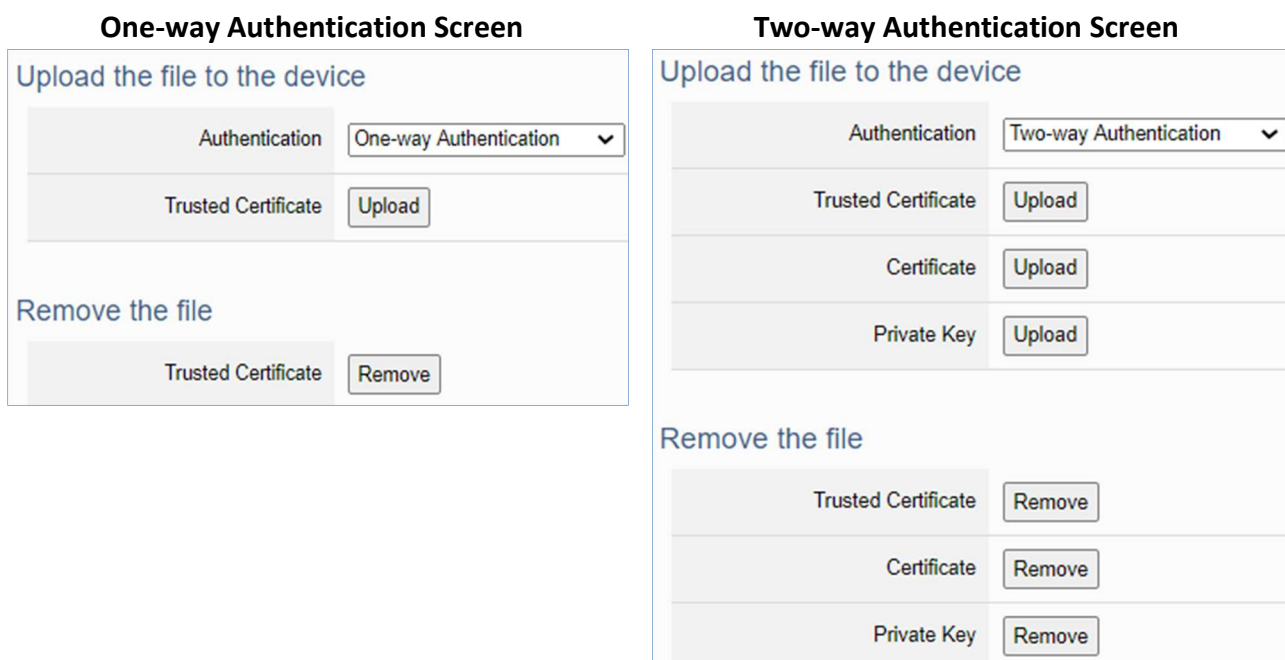 One-way Authentication Screen
Upload the file to the device
Authentication One-way Authentication
Trusted Certificate Upload
Remove the file
Trusted Certificate Remove
Two-way Authentication Screen
Upload the file to the device
Authentication Two-way Authentication
Trusted Certificate Upload
Certificate Upload
Private Key Upload
Remove the file
Trusted Certificate Remove
Certificate Remove
Private Key Remove